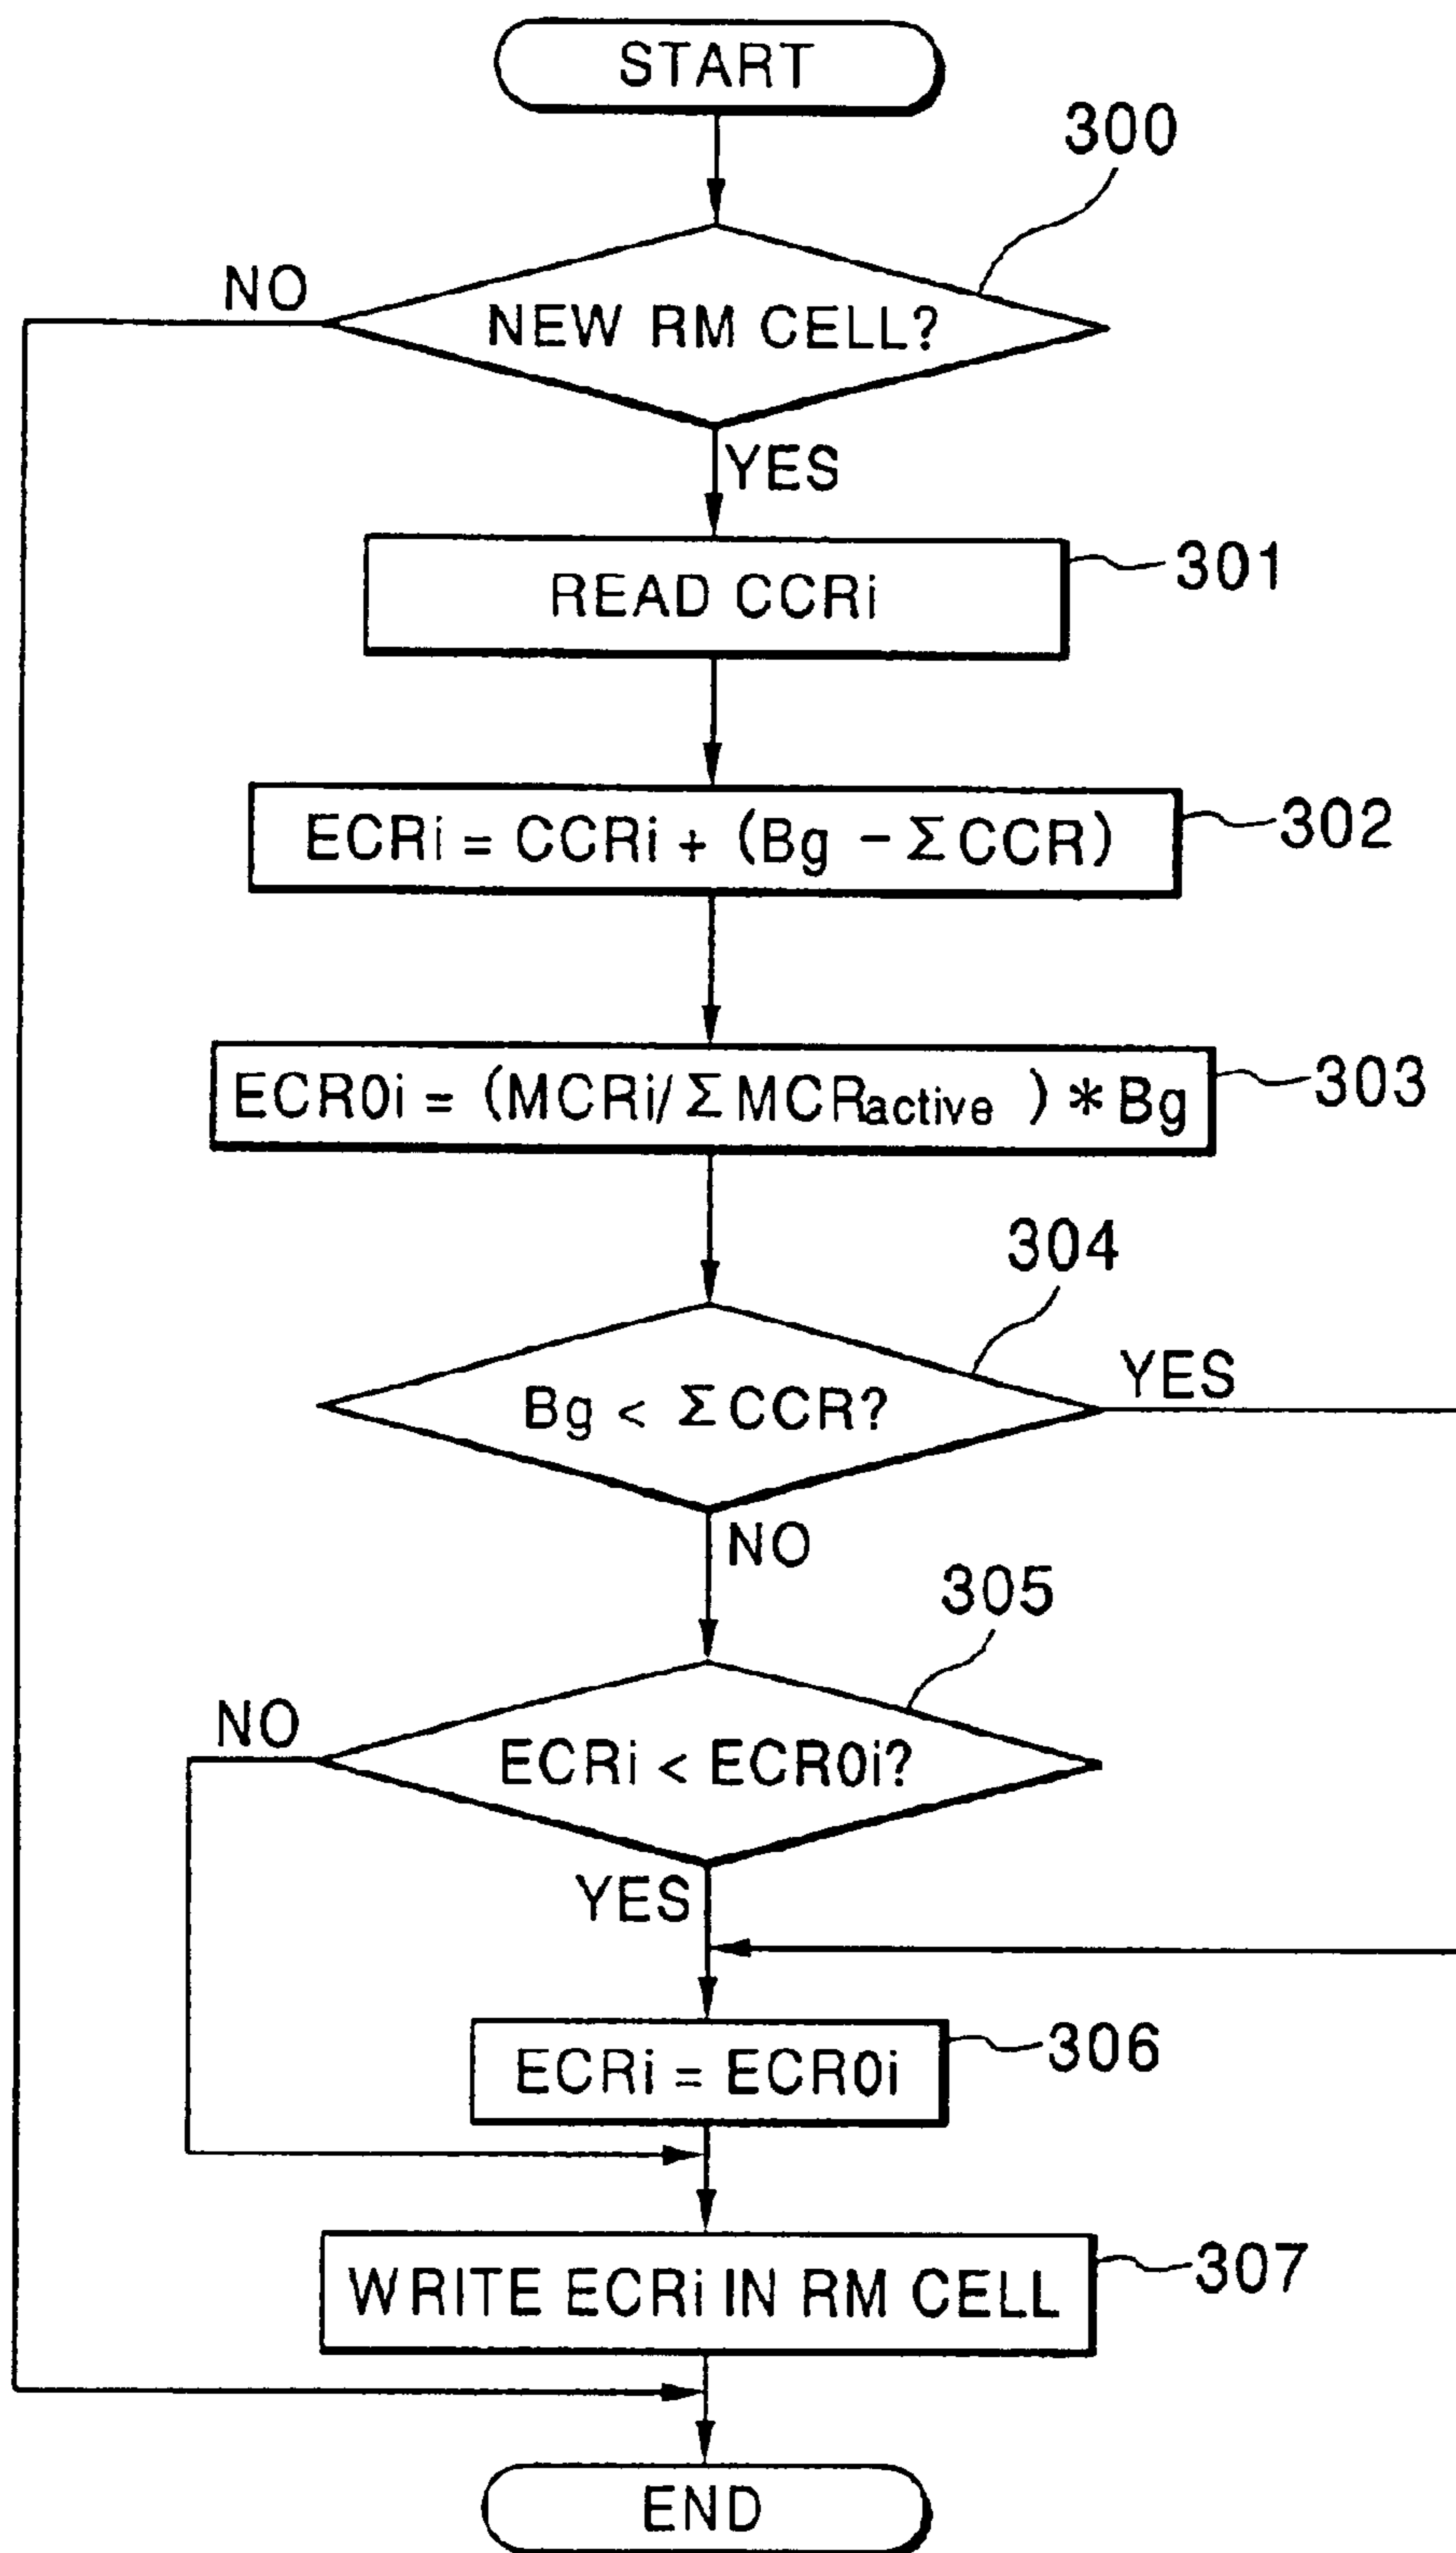 START
300
NO
NEW RM CELL?
YES
READ CCRi
301
ECRi = CCRi + (Bg - ΣCCR)
302
ECR0i = (MCRi/ΣMCRactive) * Bg
303
304
Bg < ΣCCR?
YES
NO
305
NO
ECRi < ECR0i?
YES
306
ECRi = ECR0i
WRITE ECRi IN RM CELL
307
END